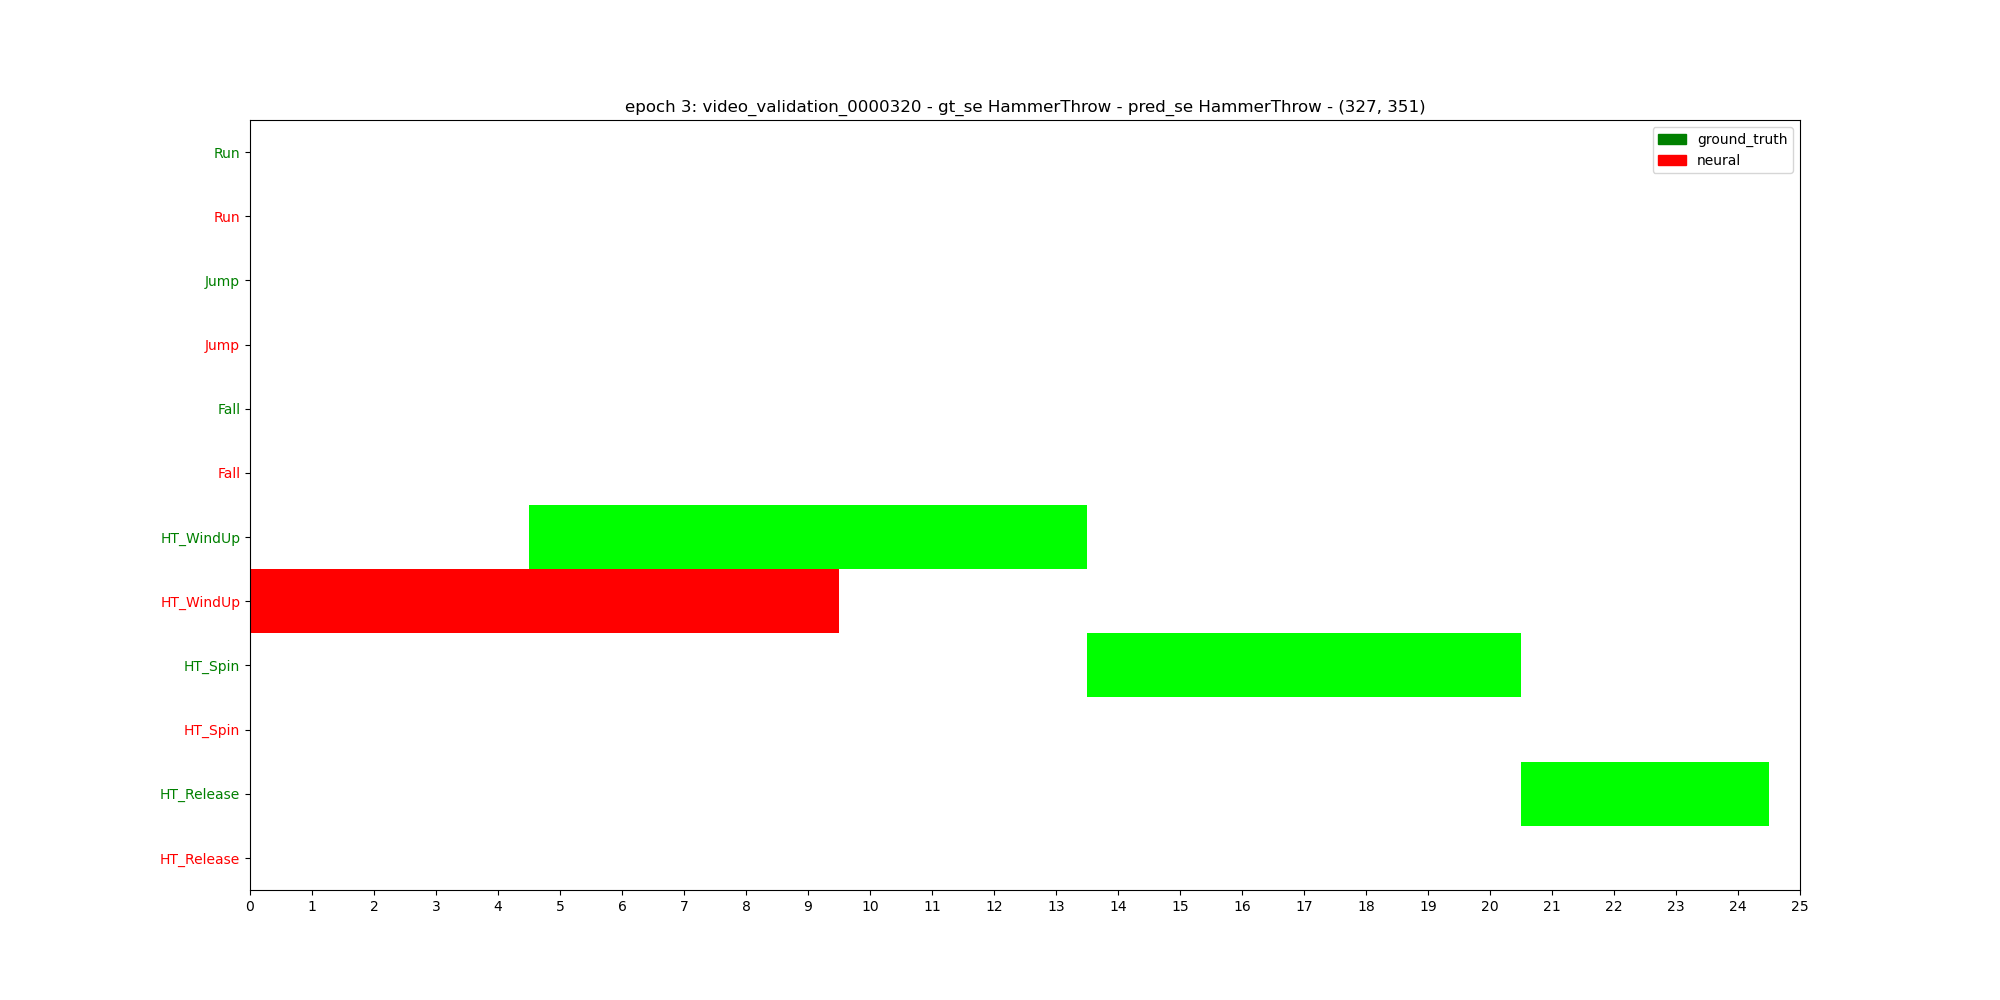 epoch 3: video_validation_0000320 - gt_se HammerThrow - pred_se HammerThrow - (327, 351)
ground_truth
neural
Run
Run
Jump
Jump
Fall
Fall
HT_WindUp
HT_WindUp
HT_Spin
HT_Spin
HT_Release
HT_Release
0 1 2 3 4 5 6 7 8 9 10 11 12 13 14 15 16 17 18 19 20 21 22 23 24 25